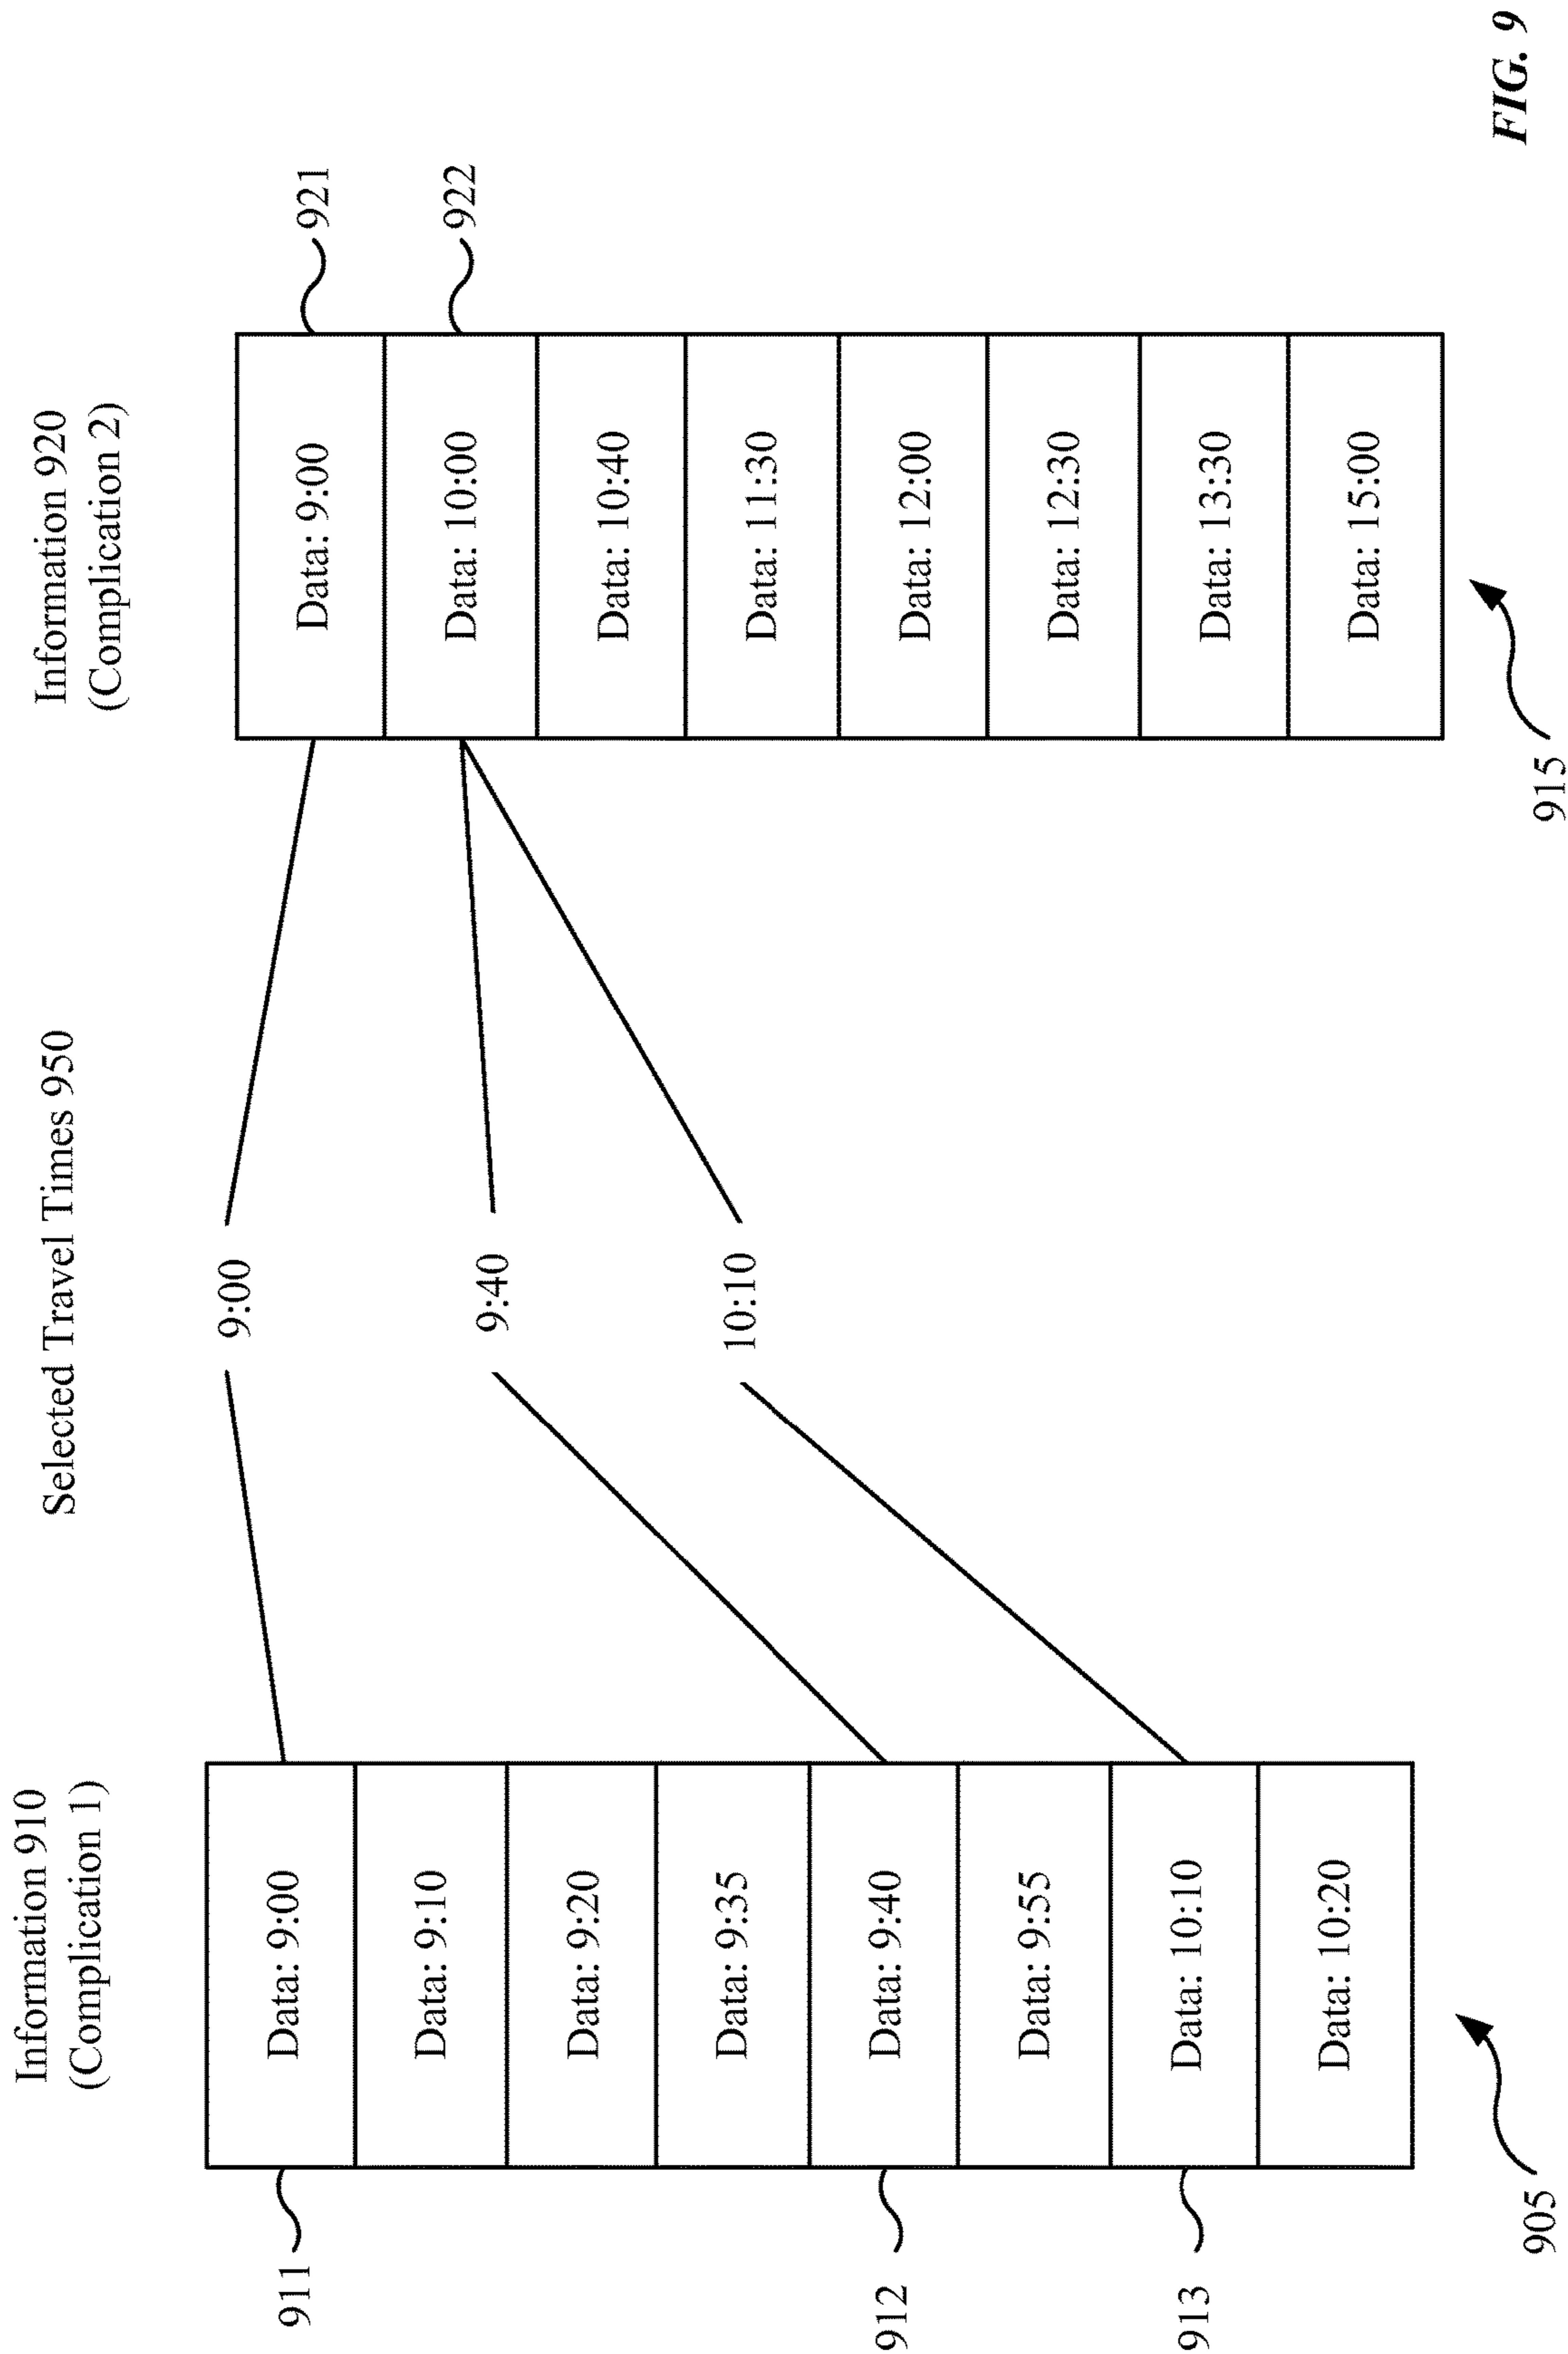 Information 910
(Complication 1)
Selected Travel Times 950
Information 920
(Complication 2)
911
Data: 9:00
Data: 9:10
Data: 9:20
Data: 9:35
912
Data: 9:40
Data: 9:55
913
Data: 10:10
Data: 10:20
905
9:00
9:40
10:10
Data: 9:00
921
Data: 10:00
922
Data: 10:40
Data: 11:30
Data: 12:00
Data: 12:30
Data: 13:30
Data: 15:00
915
FIG. 9